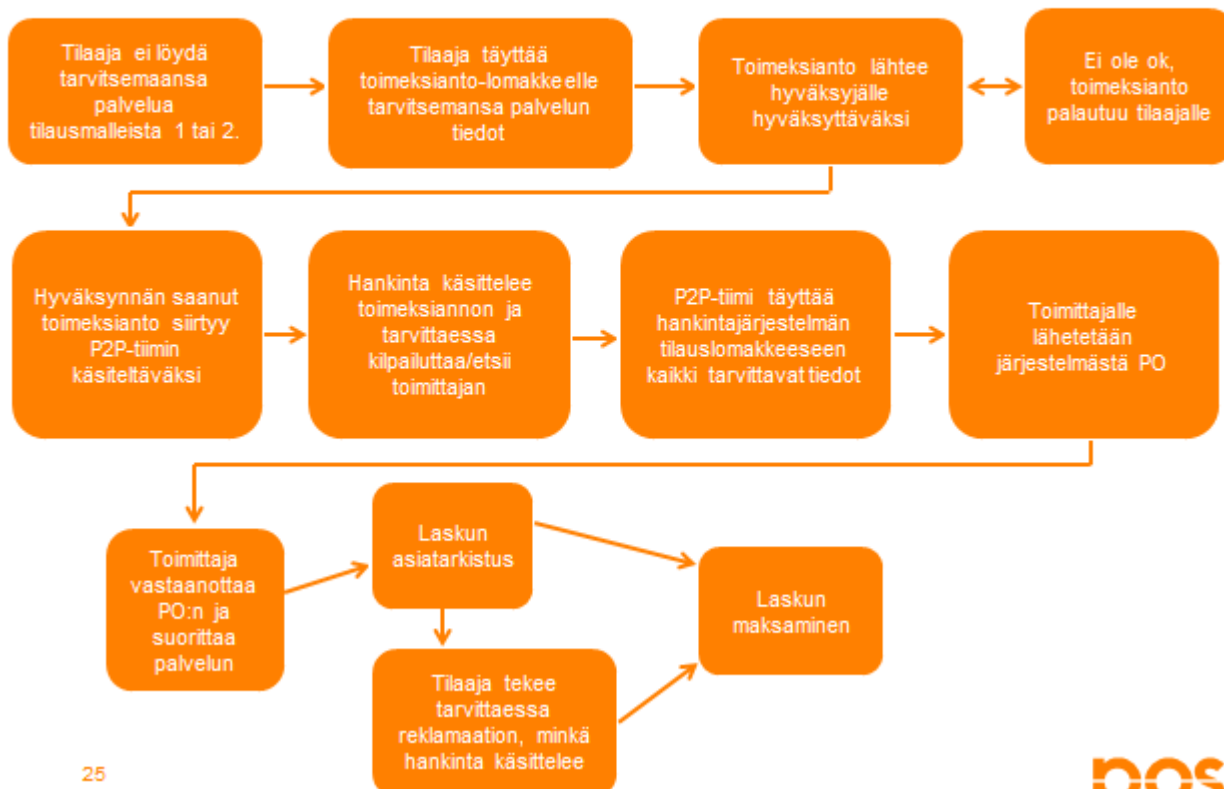 Tilaaja ei löydä
tarvitsemaansa
palvelua
tilausmalleista 1 tai 2.
Tilaaja täyttää
toimeksianto-lomakkeelle
tarvitsemansa palvelun
tiedot
Toimeksianto lähtee
hyväksyjälle
hyväksyttäväksi
Ei ole ok,
toimeksianto
palautuu tilaajalle
Hyväksynnän saanut
toimeksianto siirtyy
P2P-tiimin
käsiteltäväksi
Hankinta käsittelee
toimeksiannon ja
tarvittaessa
kilpailuttaa/etsii
toimittajan
P2P-tiimi täyttää
hankintajärjestelmän
tilauslomakkeeseen
kaikki tarvittavat tiedot
Toimittajalle
lähetetään
järjestelmästä PO
Toimittaja
vastaanottaa
PO:n ja
suorittaa
palvelun
Laskun
asiatarkistus
Laskun
maksaminen
Tilaaja tekee
tarvittaessa
reklamaation, minkä
hankinta käsittelee
25